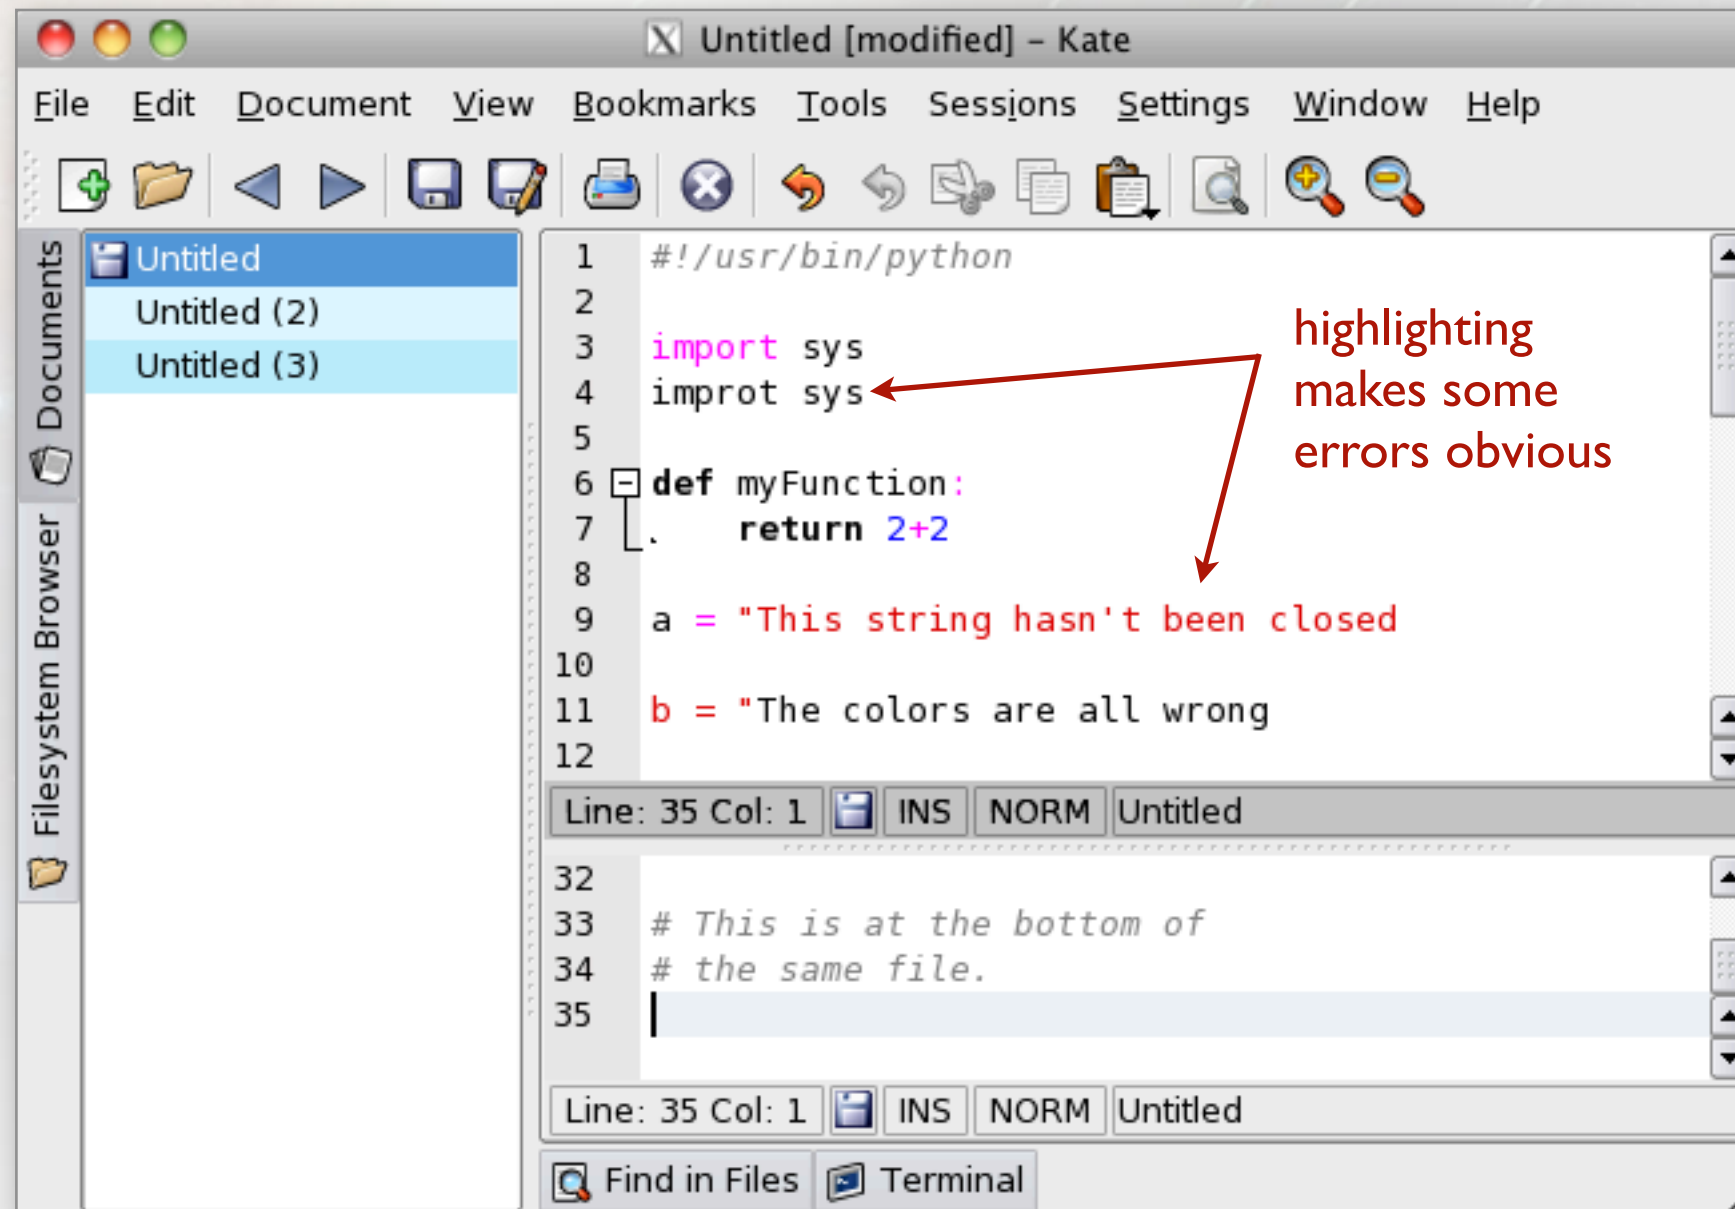 Untitled [modified] – Kate
File Edit Document View Bookmarks Tools Sessions Settings Window Help
Documents
Filesystem Browser
Untitled
Untitled (2)
Untitled (3)
1 #!/usr/bin/python
2
3 import sys
4 improt sys
5
6 def myFunction:
7 return 2+2
8
9 a = "This string hasn't been closed
10
11 b = "The colors are all wrong
12
highlighting
makes some
errors obvious
Line: 35 Col: 1 INS NORM Untitled
32
33 # This is at the bottom of
34 # the same file.
35
Line: 35 Col: 1 INS NORM Untitled
Find in Files Terminal